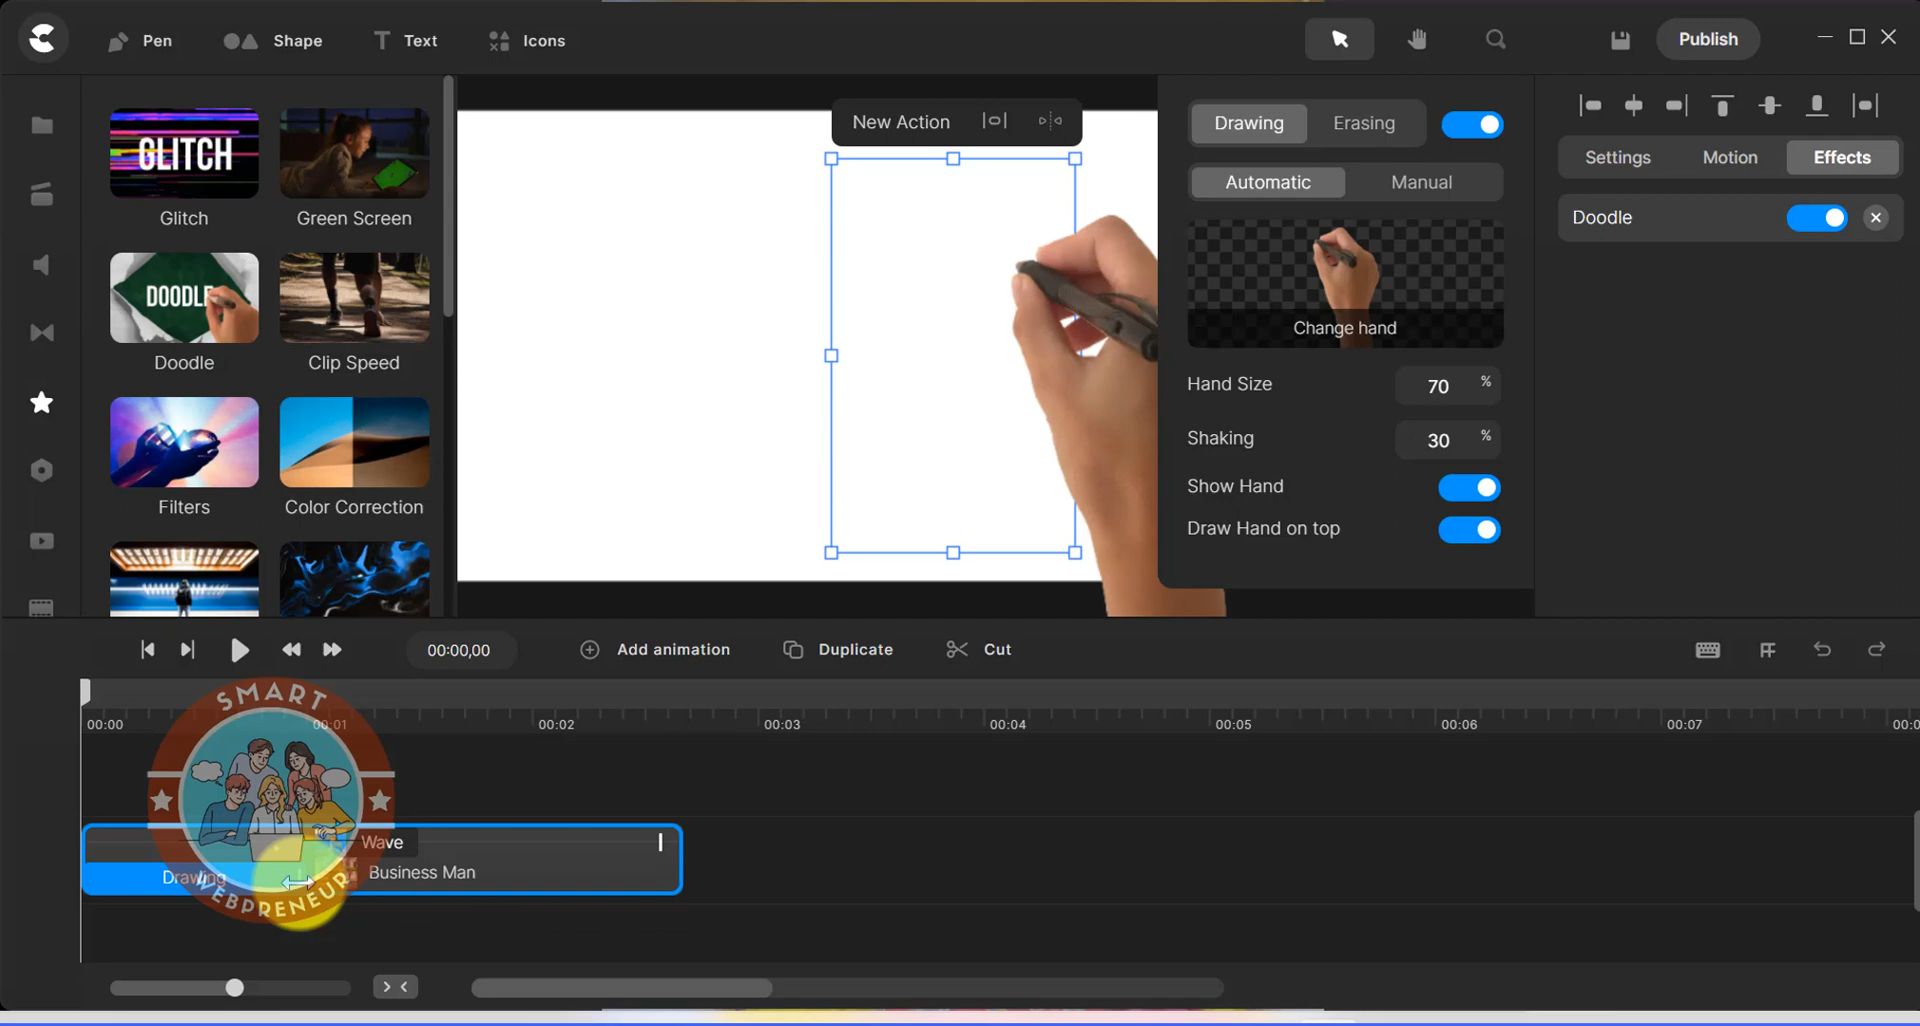 Pen
Shape
Text
Icons
Publish
GLITCH
Glitch
Green Screen
DOODLE
Doodle
Clip Speed
Filters
Color Correction
New Action
Drawing
Erasing
Automatic
Manual
Change hand
Hand Size
70 %
Shaking
30 %
Show Hand
Draw Hand on top
Settings
Motion
Effects
Doodle
00:00,00
Add animation
Duplicate
Cut
00:00
00:01
00:02
00:03
00:04
00:05
00:06
00:07
SMART
WEBPRENEUR
Wave
Drawing
Business Man